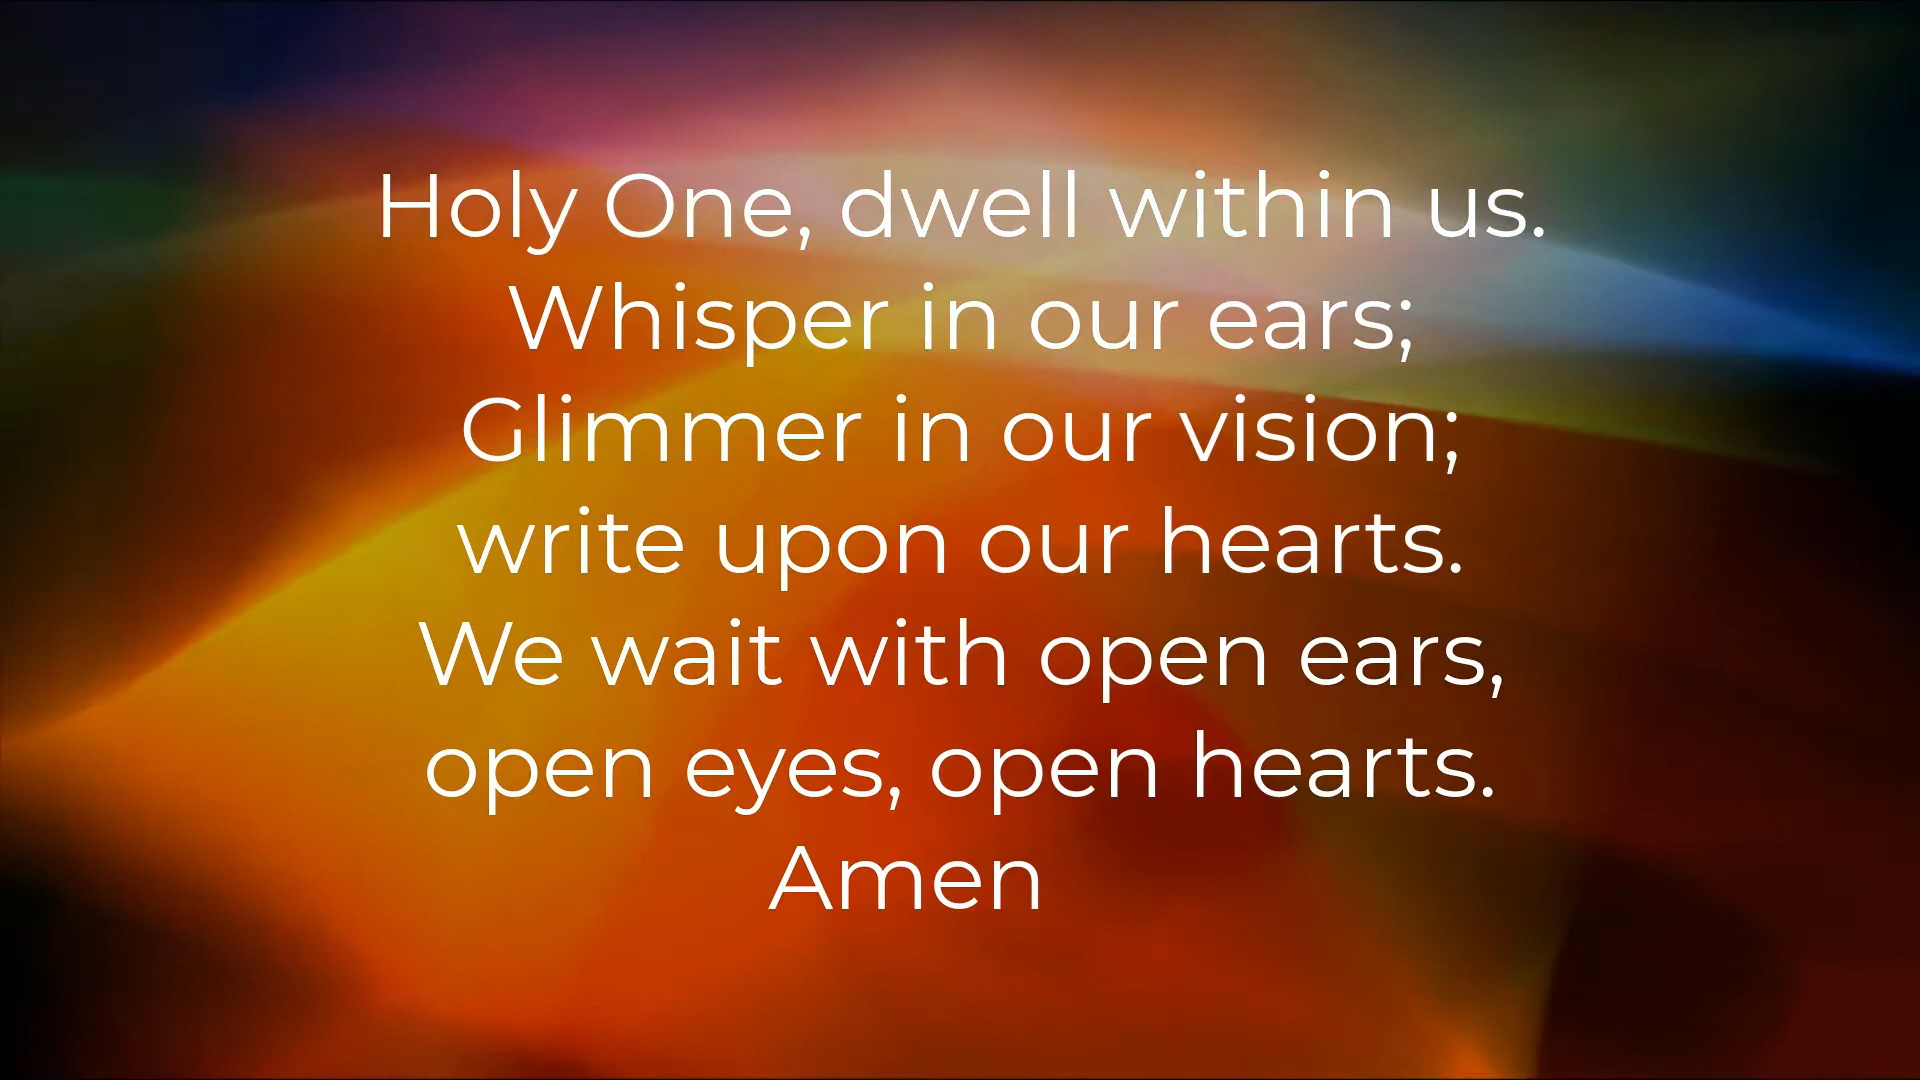 Holy One, dwell within us.
Whisper in our ears;
Glimmer in our vision;
write upon our hearts.
We wait with open ears,
open eyes, open hearts.
Amen